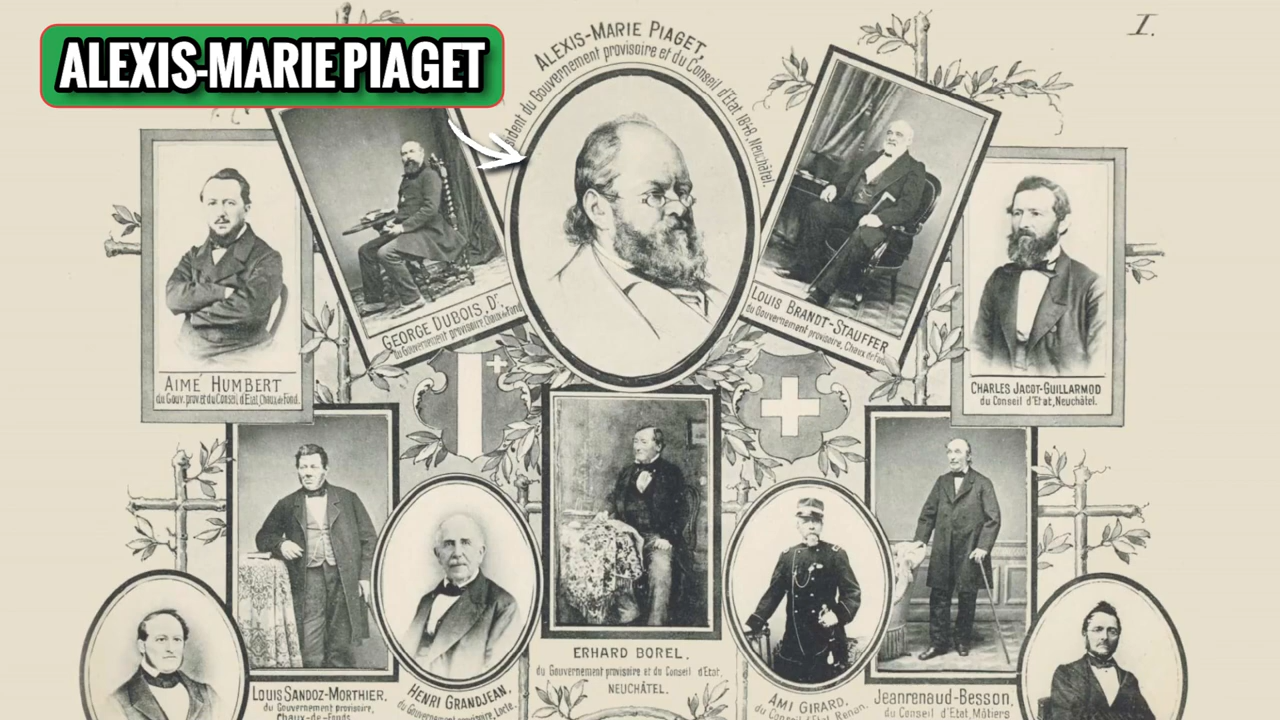 ALEXIS-MARIE PIAGET
I.
ALEXIS-MARIE PIAGET,
du Gouvernement provisoire et du Conseil d'Etat 1848, Neuchâtel.
GEORGE DUBOIS, Dr,
du Gouvernement provisoire, Chaux de Fond
LOUIS BRANDT-STAUFFER
du Gouvernement provisoire, Chaux de Fond
AIMÉ HUMBERT
du Gouv. prov. et du Conseil d'Etat, Chaux de Fond.
CHARLES JACOT-GUILLARMOD
du Conseil d'Etat, Neuchâtel.
ERHARD BOREL,
du Gouvernement provisoire et du Conseil d'Etat,
NEUCHÂTEL.
LOUIS SANDOZ-MORTHIER,
du Gouvernement provisoire,
Chaux-de-Fonds
HENRI GRANDJEAN,
du Gouvernement provisoire, Locle.
AMI GIRARD,
du Conseil d'Etat, Renan.
Jeanrenaud-Besson,
du Conseil d'Etat, Môtiers